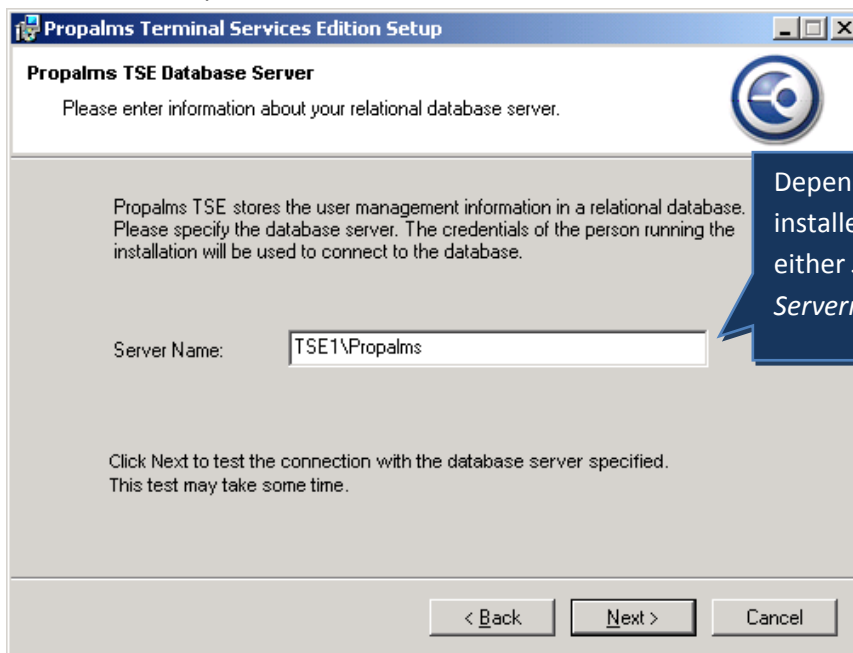 Propalms Terminal Services Edition Setup
Propalms TSE Database Server
Please enter information about your relational database server.
Propalms TSE stores the user management information in a relational database.
Please specify the database server. The credentials of the person running the
installation will be used to connect to the database.
Server Name:
TSE1\Propalms
Click Next to test the connection with the database server specified.
This test may take some time.
< Back
Next >
Cancel
either